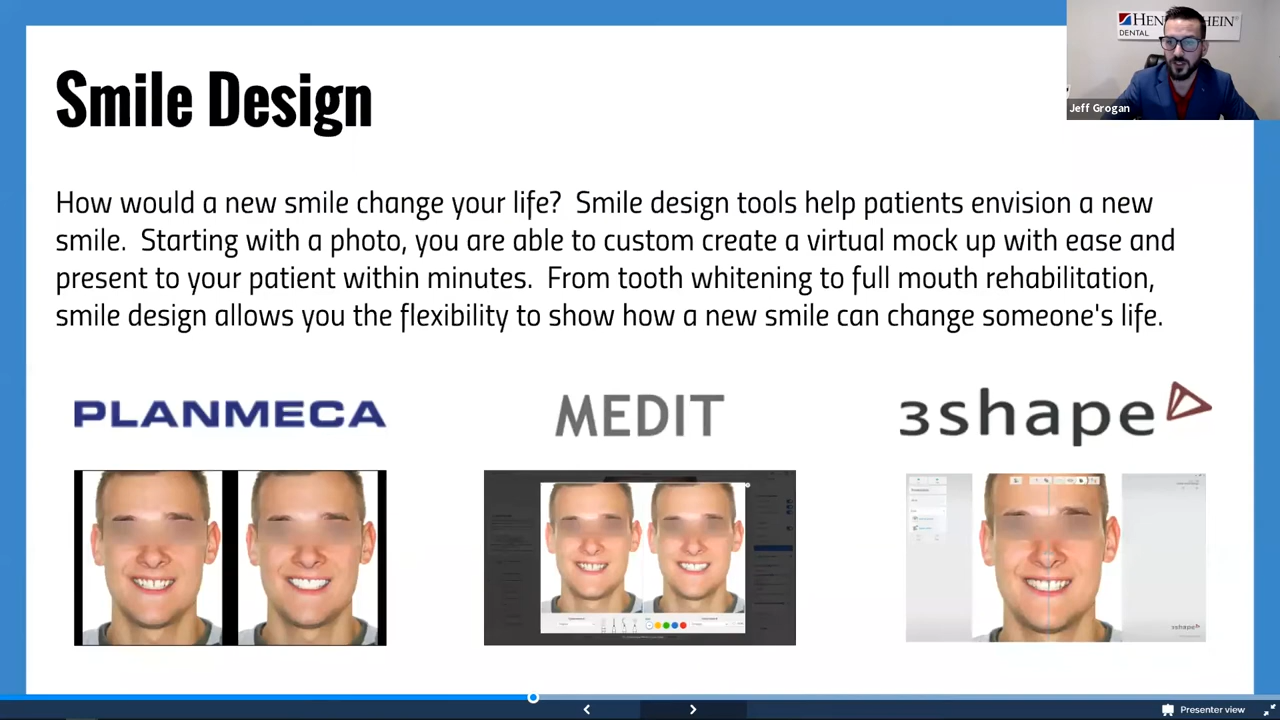 HEN SCHEIN
DENTAL
Jeff Grogan
Smile Design
How would a new smile change your life? Smile design tools help patients envision a new
smile. Starting with a photo, you are able to custom create a virtual mock up with ease and
present to your patient within minutes. From tooth whitening to full mouth rehabilitation,
smile design allows you the flexibility to show how a new smile can change someone's life.
PLANMECA
MEDIT
3shape
3shape
Presenter view